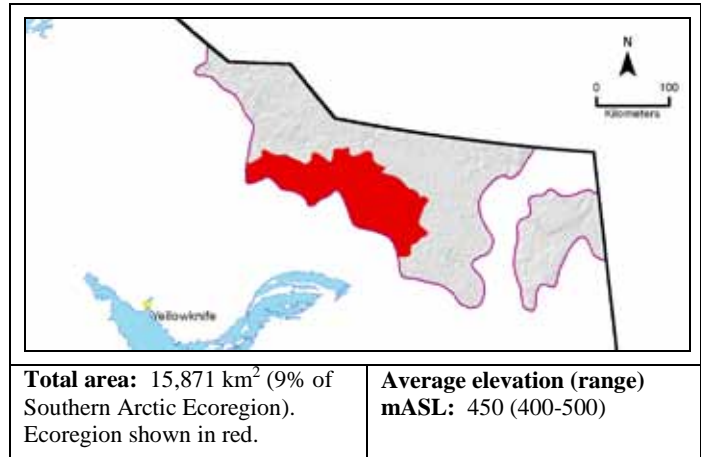 N
0 100
Kilometers
Yellowknife
Total area: 15,871 km² (9% of
Southern Arctic Ecoregion).
Ecoregion shown in red.
Average elevation (range)
mASL: 450 (400-500)